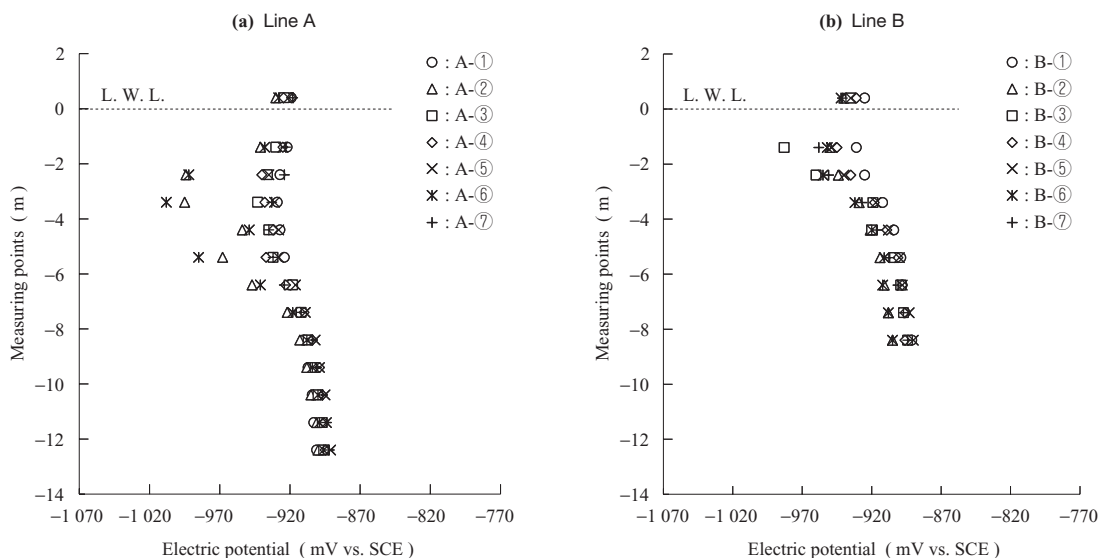 (a) Line A
2
0
−2
−4
−6
−8
−10
−12
−14
Measuring points ( m )
L. W. L.
: A-①
: A-②
: A-③
: A-④
: A-⑤
: A-⑥
: A-⑦
−1 070 −1 020 −970 −920 −870 −820 −770
Electric potential ( mV vs. SCE )
(b) Line B
2
0
−2
−4
−6
−8
−10
−12
−14
Measuring points ( m )
L. W. L.
: B-①
: B-②
: B-③
: B-④
: B-⑤
: B-⑥
: B-⑦
−1 070 −1 020 −970 −920 −870 −820 −770
Electric potential ( mV vs. SCE )